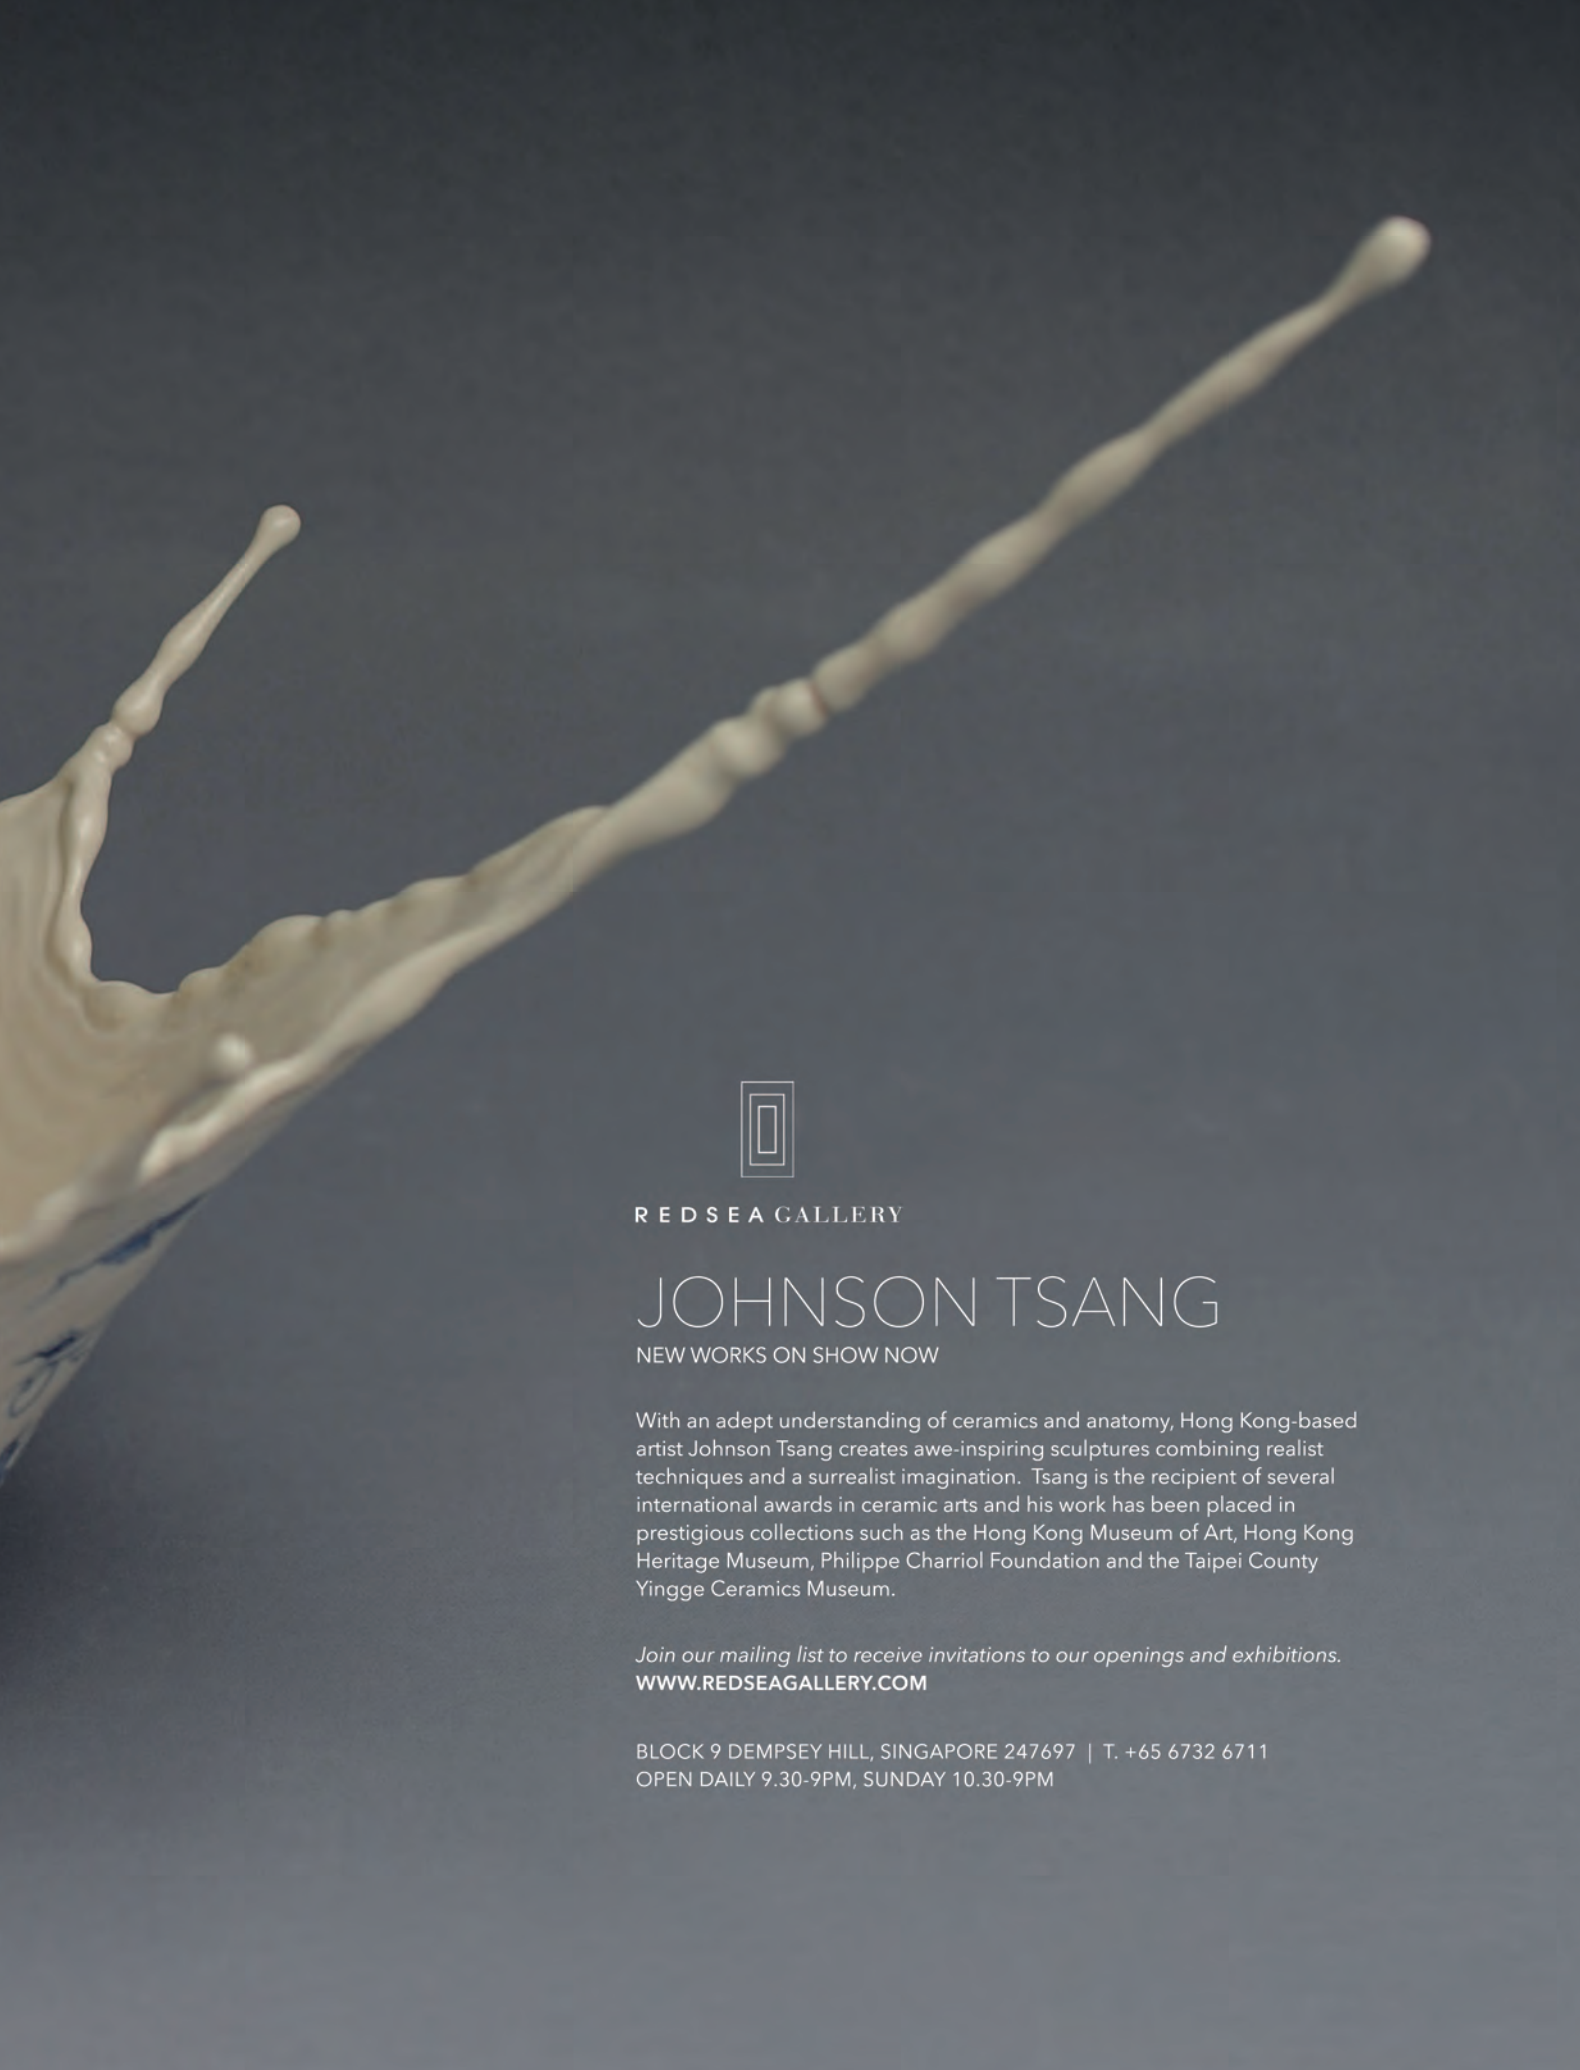 REDSEA GALLERY
JOHNSON TSANG
NEW WORKS ON SHOW NOW
With an adept understanding of ceramics and anatomy, Hong Kong-based
artist Johnson Tsang creates awe-inspiring sculptures combining realist
techniques and a surrealist imagination.  Tsang is the recipient of several
international awards in ceramic arts and his work has been placed in
prestigious collections such as the Hong Kong Museum of Art, Hong Kong
Heritage Museum, Philippe Charriol Foundation and the Taipei County
Yingge Ceramics Museum.
Join our mailing list to receive invitations to our openings and exhibitions.
WWW.REDSEAGALLERY.COM
BLOCK 9 DEMPSEY HILL, SINGAPORE 247697 | T. +65 6732 6711
OPEN DAILY 9.30-9PM, SUNDAY 10.30-9PM